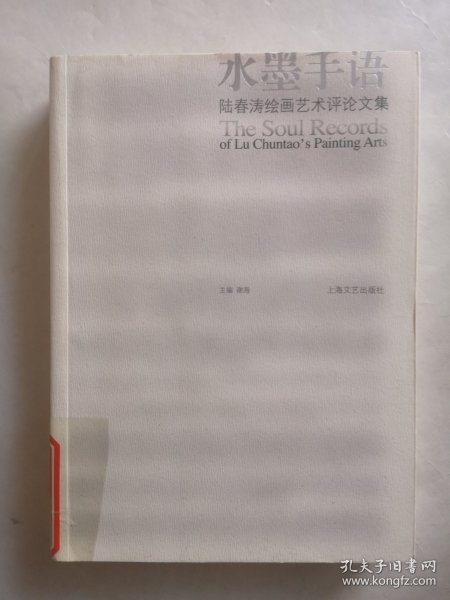 水墨手语
陆春涛绘画艺术评论文集
The Soul Records
of Lu Chuntao's Painting Arts
主编 谢海
上海文艺出版社
孔夫子旧书网
www.kongfz.com